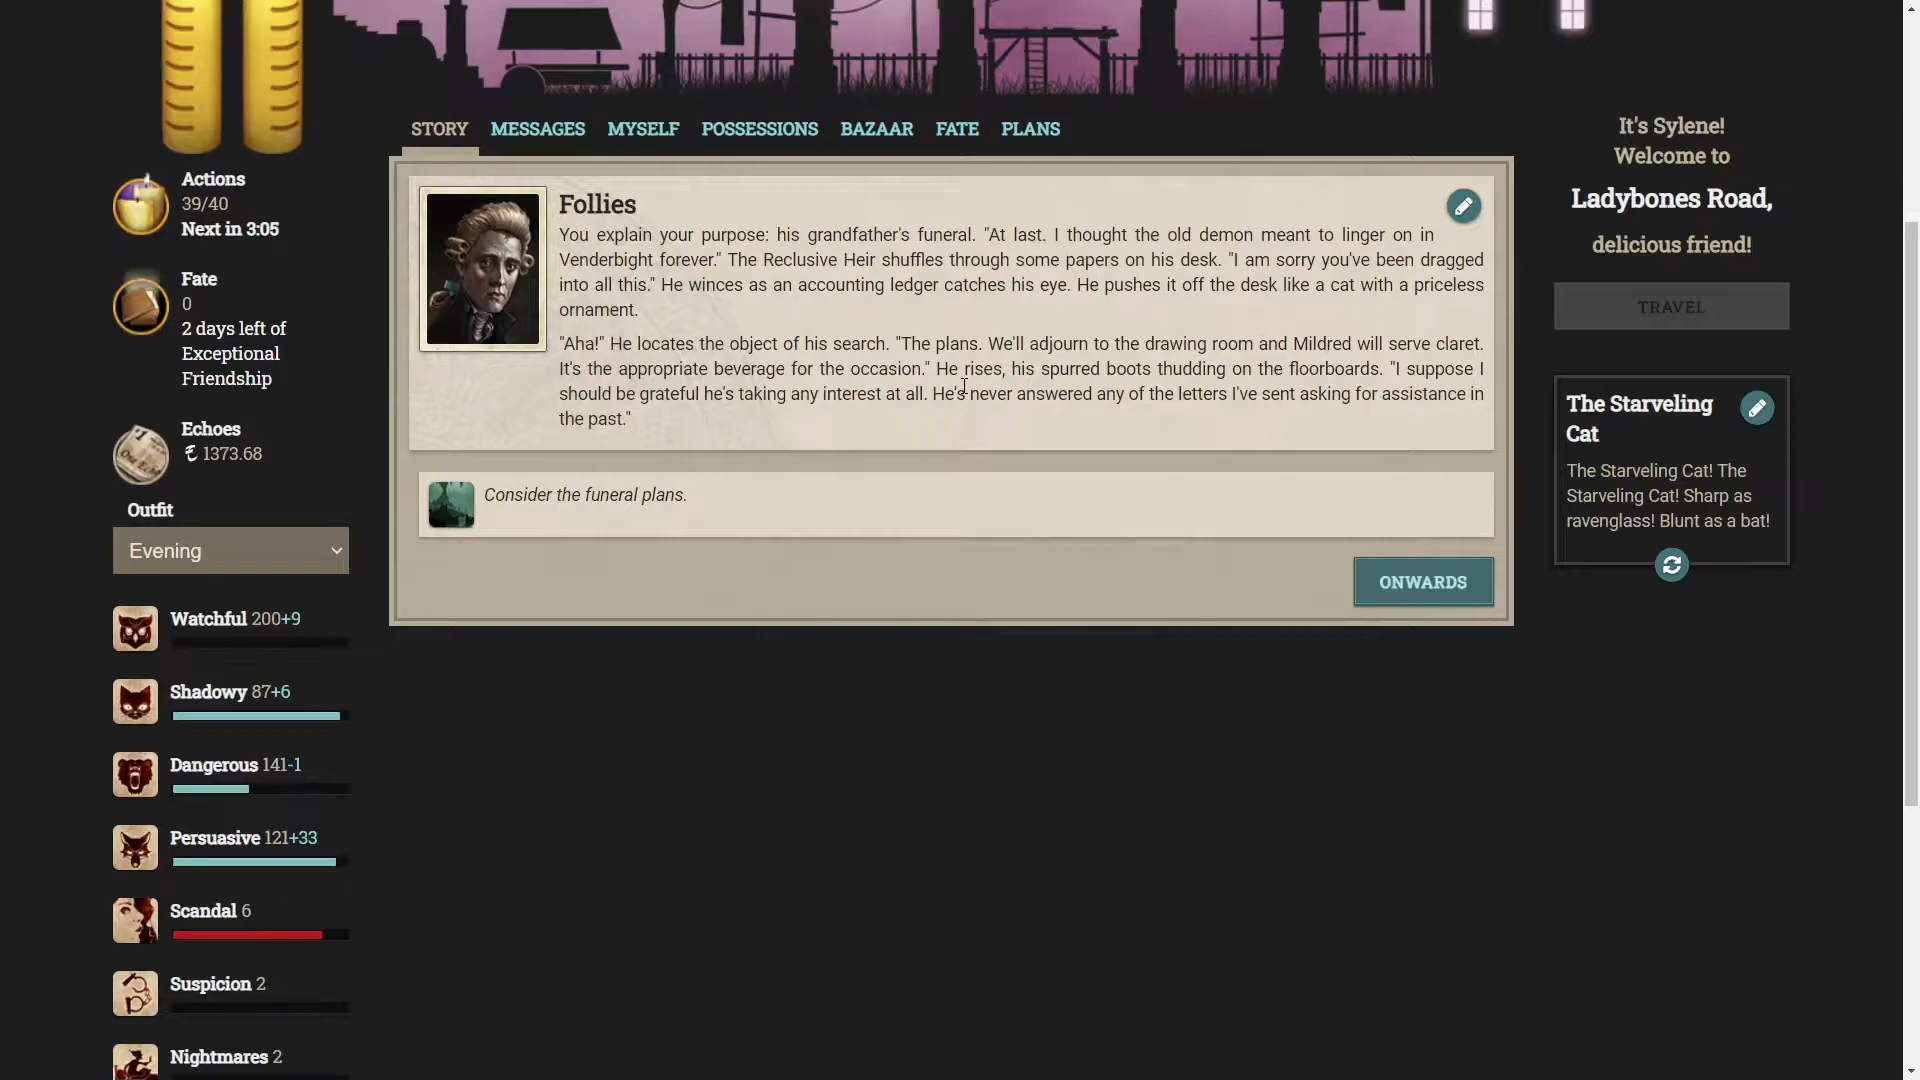 STORY MESSAGES MYSELF POSSESSIONS BAZAAR FATE PLANS
Actions
39/40
Next in 3:05
Fate
0
2 days left of
Exceptional
Friendship
Echoes
1373.68
Outfit
Evening
Watchful 200+9
Shadowy 87+6
Dangerous 141-1
Persuasive 121+33
Scandal 6
Suspicion 2
Nightmares 2
Follies
You explain your purpose: his grandfather's funeral. "At last. I thought the old demon meant to linger on in
Venderbight forever." The Reclusive Heir shuffles through some papers on his desk. "I am sorry you've been dragged
into all this." He winces as an accounting ledger catches his eye. He pushes it off the desk like a cat with a priceless
ornament.
"Aha!" He locates the object of his search. "The plans. We'll adjourn to the drawing room and Mildred will serve claret.
It's the appropriate beverage for the occasion." He rises, his spurred boots thudding on the floorboards. "I suppose I
should be grateful he's taking any interest at all. He's never answered any of the letters I've sent asking for assistance in
the past."
Consider the funeral plans.
ONWARDS
It's Sylene!
Welcome to
Ladybones Road,
delicious friend!
TRAVEL
The Starveling
Cat
The Starveling Cat! The
Starveling Cat! Sharp as
ravenglass! Blunt as a bat!